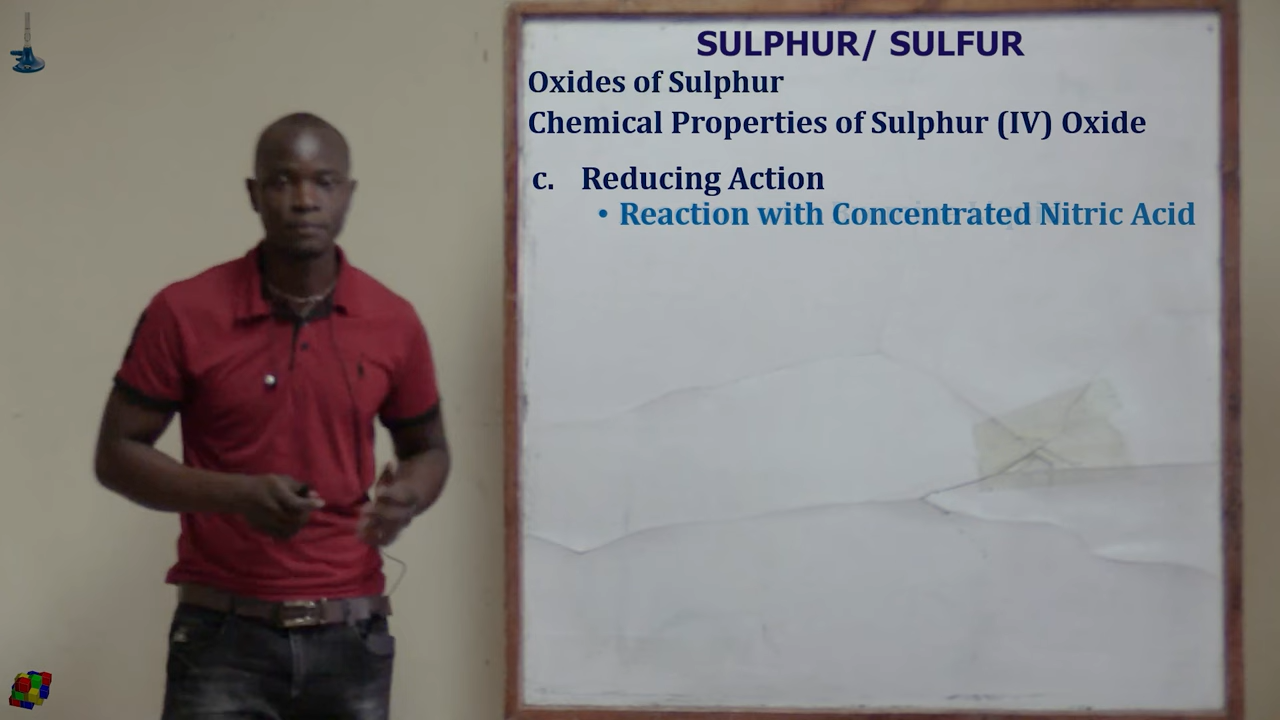 SULPHUR/ SULFUR
Oxides of Sulphur
Chemical Properties of Sulphur (IV) Oxide
c. Reducing Action
• Reaction with Concentrated Nitric Acid